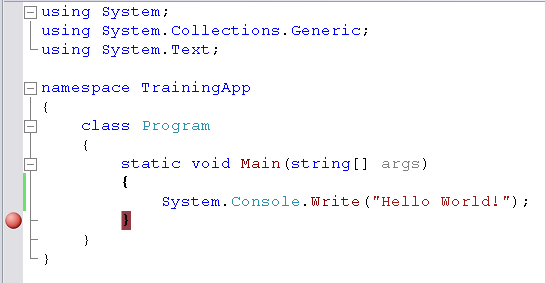 using System;
using System.Collections.Generic;
using System.Text;
namespace TrainingApp
{
class Program
{
static void Main(string[] args)
{
System.Console.Write("Hello World!");
}
}
}